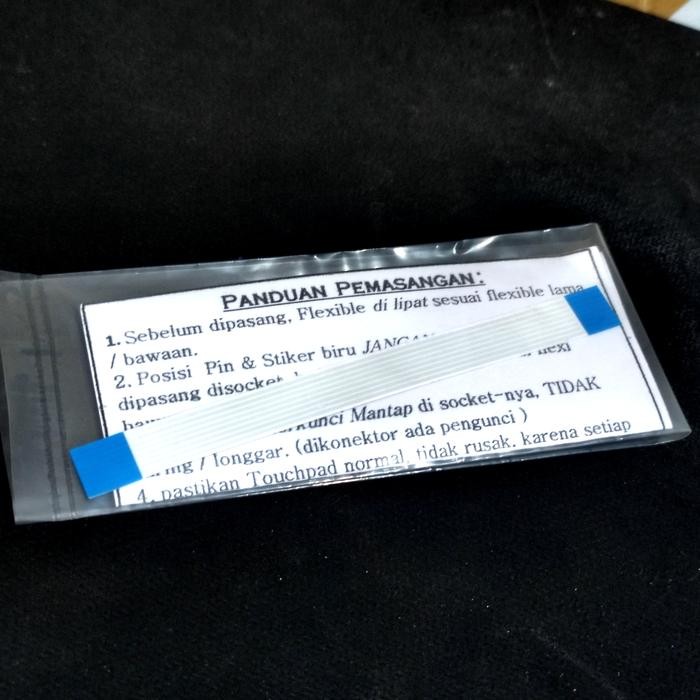 PANDUAN PEMASANGAN:
1. Sebelum dipasang, Flexible di lipat sesuai flexible lama
/ bawaan.
2. Posisi Pin & Stiker biru
dipasang disocket
Mantap di socket-nya, TIDAK
/ longgar. (dikonektor ada pengunci )
4. pastikan Touchpad normal, tidak rusak. karena setiap